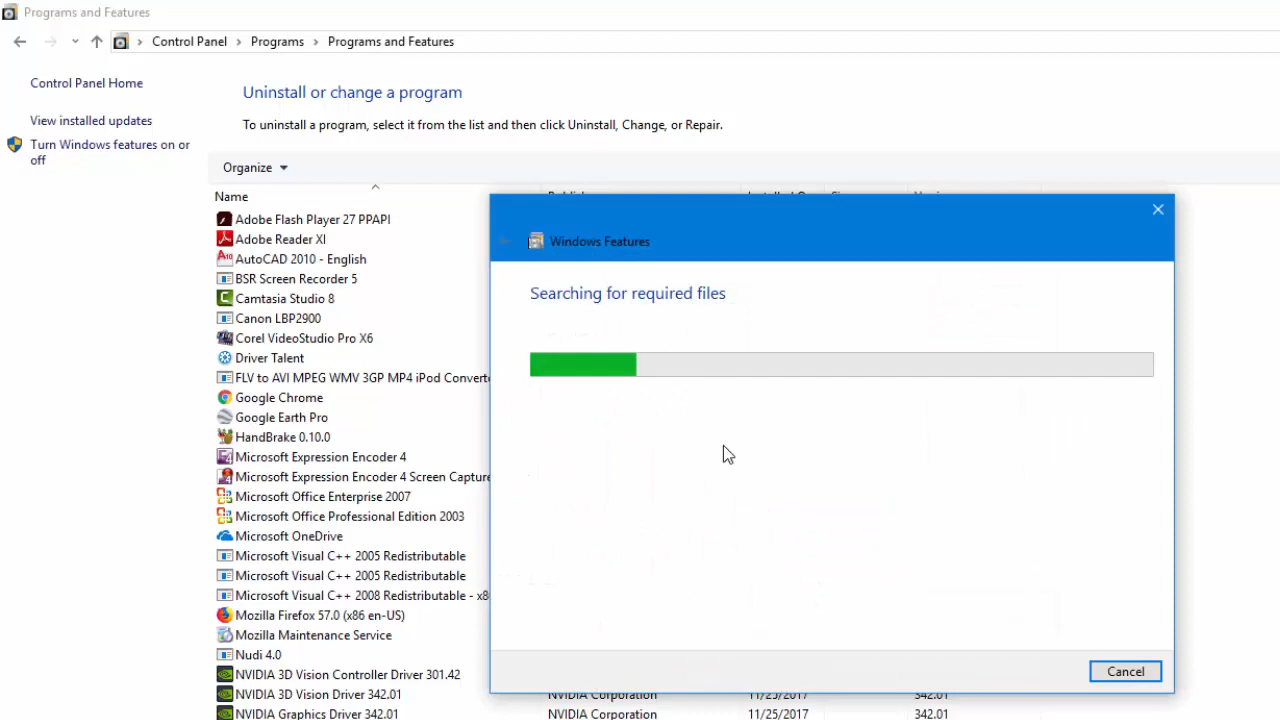 Programs and Features
Control Panel > Programs > Programs and Features
Control Panel Home
View installed updates
Turn Windows features on or
off
Uninstall or change a program
To uninstall a program, select it from the list and then click Uninstall, Change, or Repair.
Organize
Name
Adobe Flash Player 27 PPAPI
Adobe Reader XI
AutoCAD 2010 - English
BSR Screen Recorder 5
Camtasia Studio 8
Canon LBP2900
Corel VideoStudio Pro X6
Driver Talent
FLV to AVI MPEG WMV 3GP MP4 iPod Converte
Google Chrome
Google Earth Pro
HandBrake 0.10.0
Microsoft Expression Encoder 4
Microsoft Expression Encoder 4 Screen Capture
Microsoft Office Enterprise 2007
Microsoft Office Professional Edition 2003
Microsoft OneDrive
Microsoft Visual C++ 2005 Redistributable
Microsoft Visual C++ 2005 Redistributable
Microsoft Visual C++ 2008 Redistributable - x8
Mozilla Firefox 57.0 (x86 en-US)
Mozilla Maintenance Service
Nudi 4.0
NVIDIA 3D Vision Controller Driver 301.42
NVIDIA 3D Vision Driver 342.01 NVIDIA Corporation 11/25/2017 342.01
NVIDIA Graphics Driver 342.01 NVIDIA Corporation 11/25/2017 342.01
Windows Features
Searching for required files
Cancel